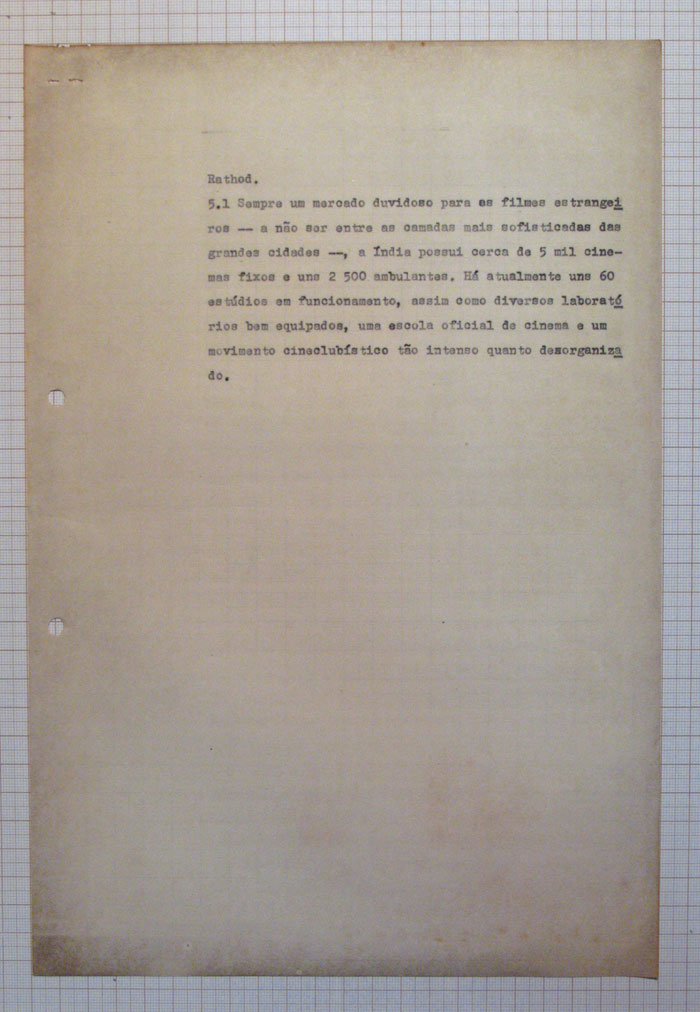 Rathod.
5.1 Sempre um mercado duvidoso para os filmes estrangei
ros -- a não ser entre as camadas mais sofisticadas das
grandes cidades --, a Índia possui cerca de 5 mil cine-
mas fixos e uns 2 500 ambulantes. Há atualmente uns 60
estúdios em funcionamento, assim como diversos laborató
rios bem equipados, uma escola oficial de cinema e um
movimento cineclubístico tão intenso quanto desorganiza
do.